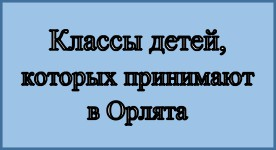 Классы детей,
которых принимают
в Орлята